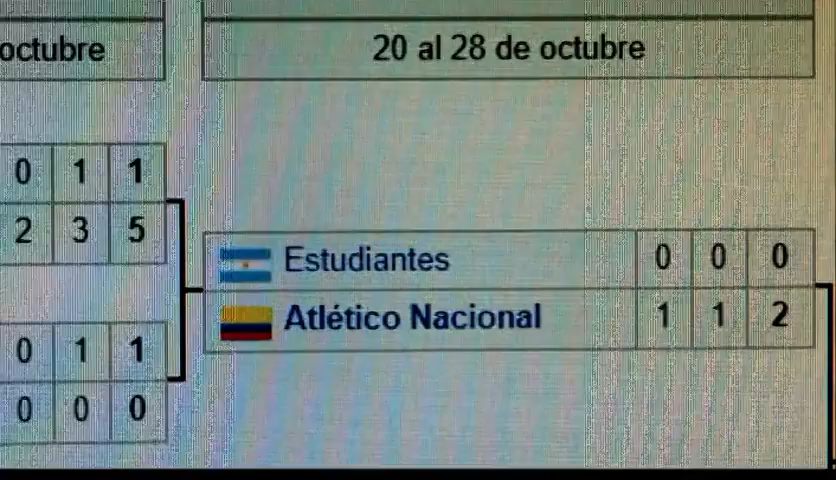 octubre
20 al 28 de octubre
0 1 1
2 3 5
Estudiantes 0 0 0
Atlético Nacional 1 1 2
0 1 1
0 0 0